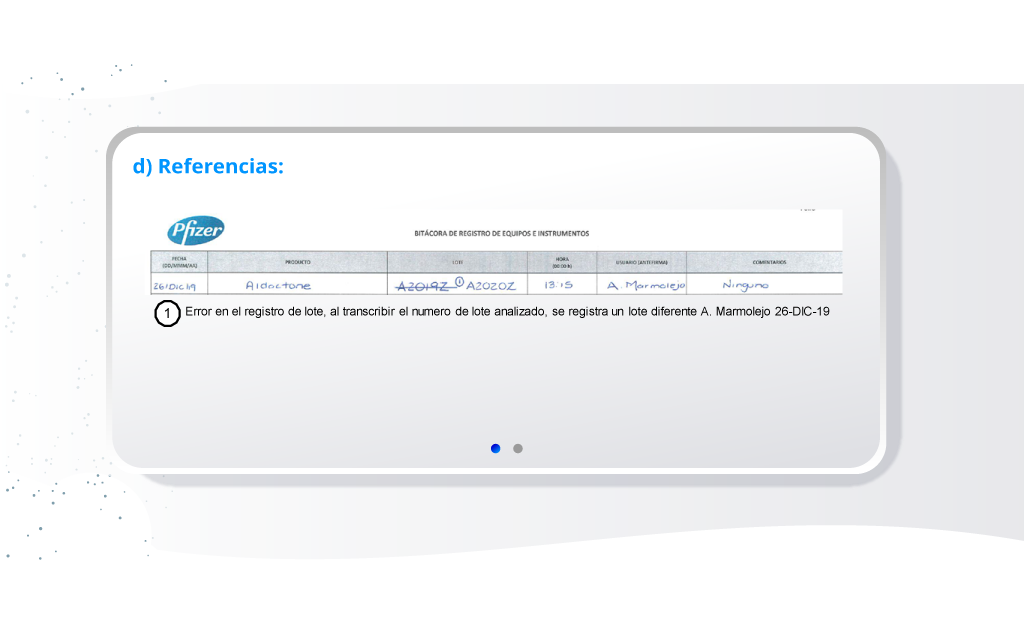 d) Referencias:
Pfizer
BITÁCORA DE REGISTRO DE EQUIPOS E INSTRUMENTOS
FECHA PRODUCTO LOTE HORA USUARIO (ANTEFIRMA) COMENTARIOS
(DD/MMM/AA) (00:00 h)
26/Dic/19 Aldactone A2019Z ① A2020Z 13:15 A. Marmolejo Ninguno
1 Error en el registro de lote, al transcribir el numero de lote analizado, se registra un lote diferente A. Marmolejo 26-DIC-19